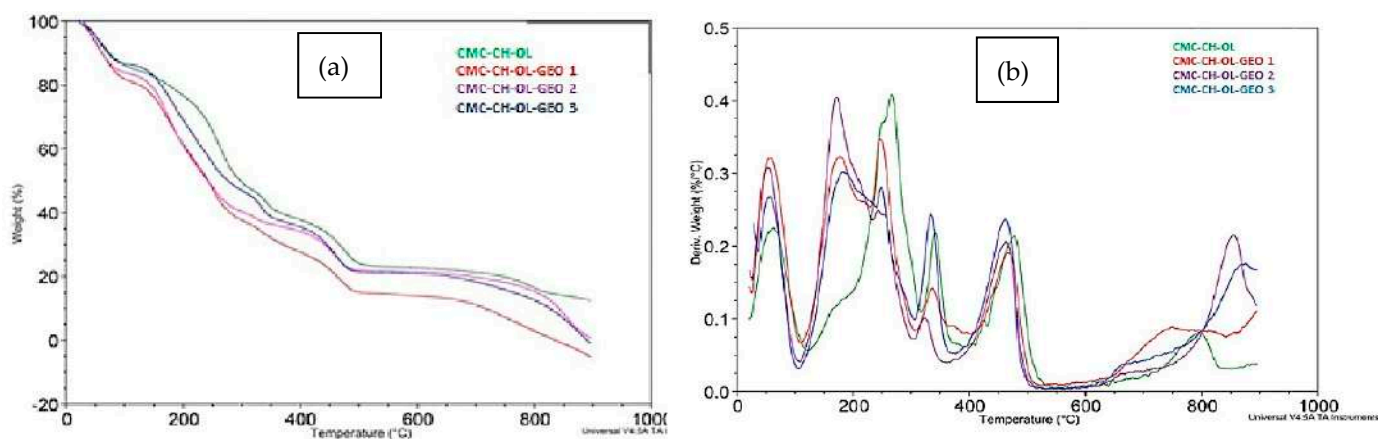 (a)
CMC-CH-OL
CMC-CH-OL-GEO 1
CMC-CH-OL-GEO 2
CMC-CH-OL-GEO 3
100
80
60
40
20
0
-20
Weight (%)
0
200
400
600
800
1000
Temperature (°C)
Universal V4.5A TA I
(b)
CMC-CH-OL
CMC-CH-OL-GEO 1
CMC-CH-OL-GEO 2
CMC-CH-OL-GEO 3
0.5
0.4
0.3
0.2
0.1
0.0
Deriv. Weight (%/°C)
0
200
400
600
800
1000
Temperature (°C)
Universal V4.5A TA Instruments